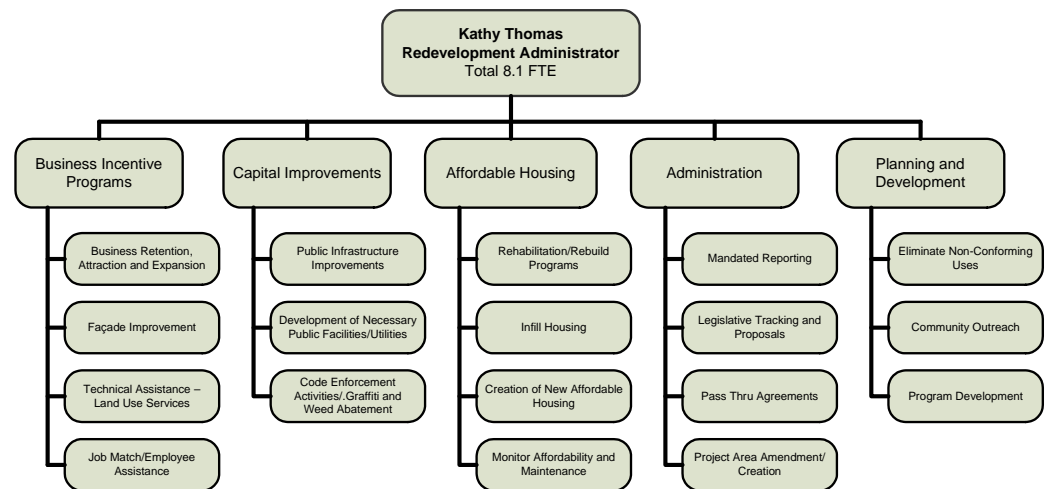 Kathy Thomas
Redevelopment Administrator
Total 8.1 FTE
Business Incentive
Programs
Business Retention,
Attraction and Expansion
Façade Improvement
Technical Assistance –
Land Use Services
Job Match/Employee
Assistance
Capital Improvements
Public Infrastructure
Improvements
Development of Necessary
Public Facilities/Utilities
Code Enforcement
Activities/.Graffiti and
Weed Abatement
Affordable Housing
Rehabilitation/Rebuild
Programs
Infill Housing
Creation of New Affordable
Housing
Monitor Affordability and
Maintenance
Administration
Mandated Reporting
Legislative Tracking and
Proposals
Pass Thru Agreements
Project Area Amendment/
Creation
Planning and
Development
Eliminate Non-Conforming
Uses
Community Outreach
Program Development